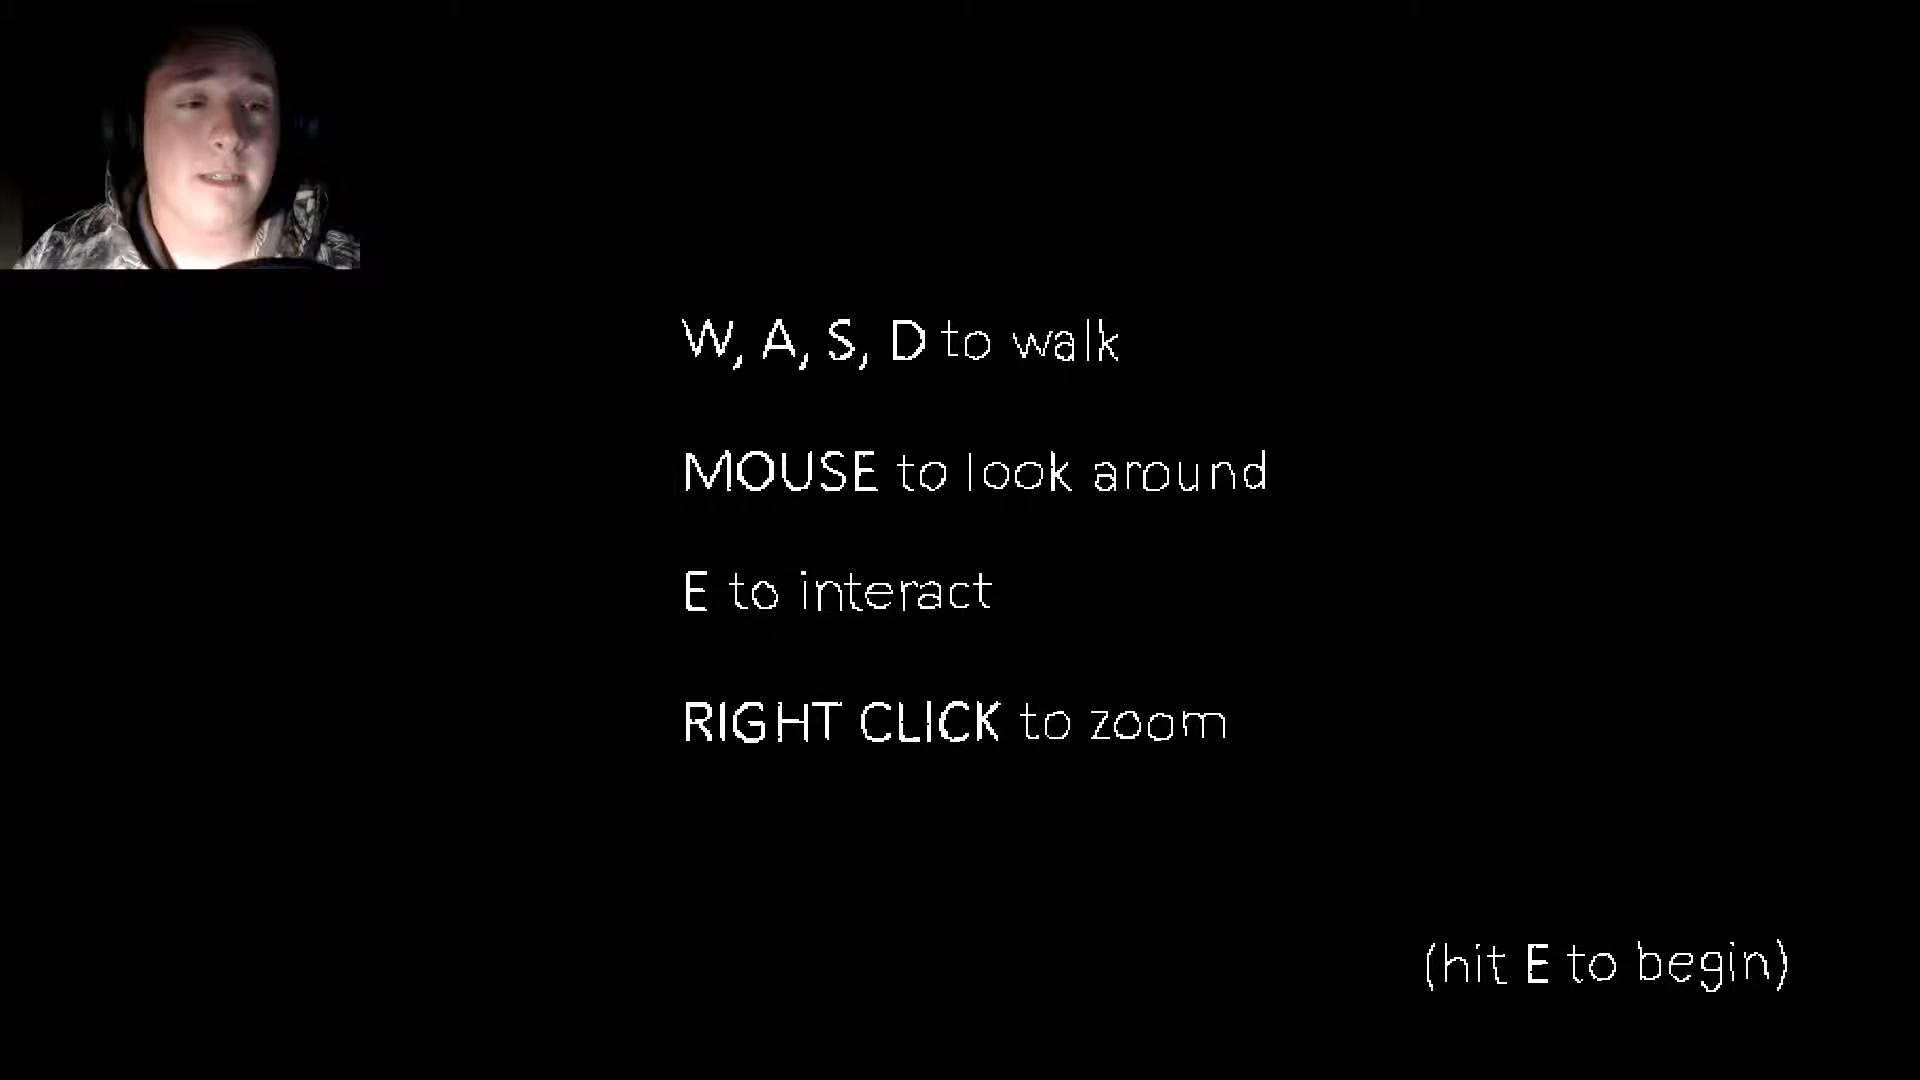 W, A, S, D to walk
MOUSE to look around
E to interact
RIGHT CLICK to zoom
(hit E to begin)